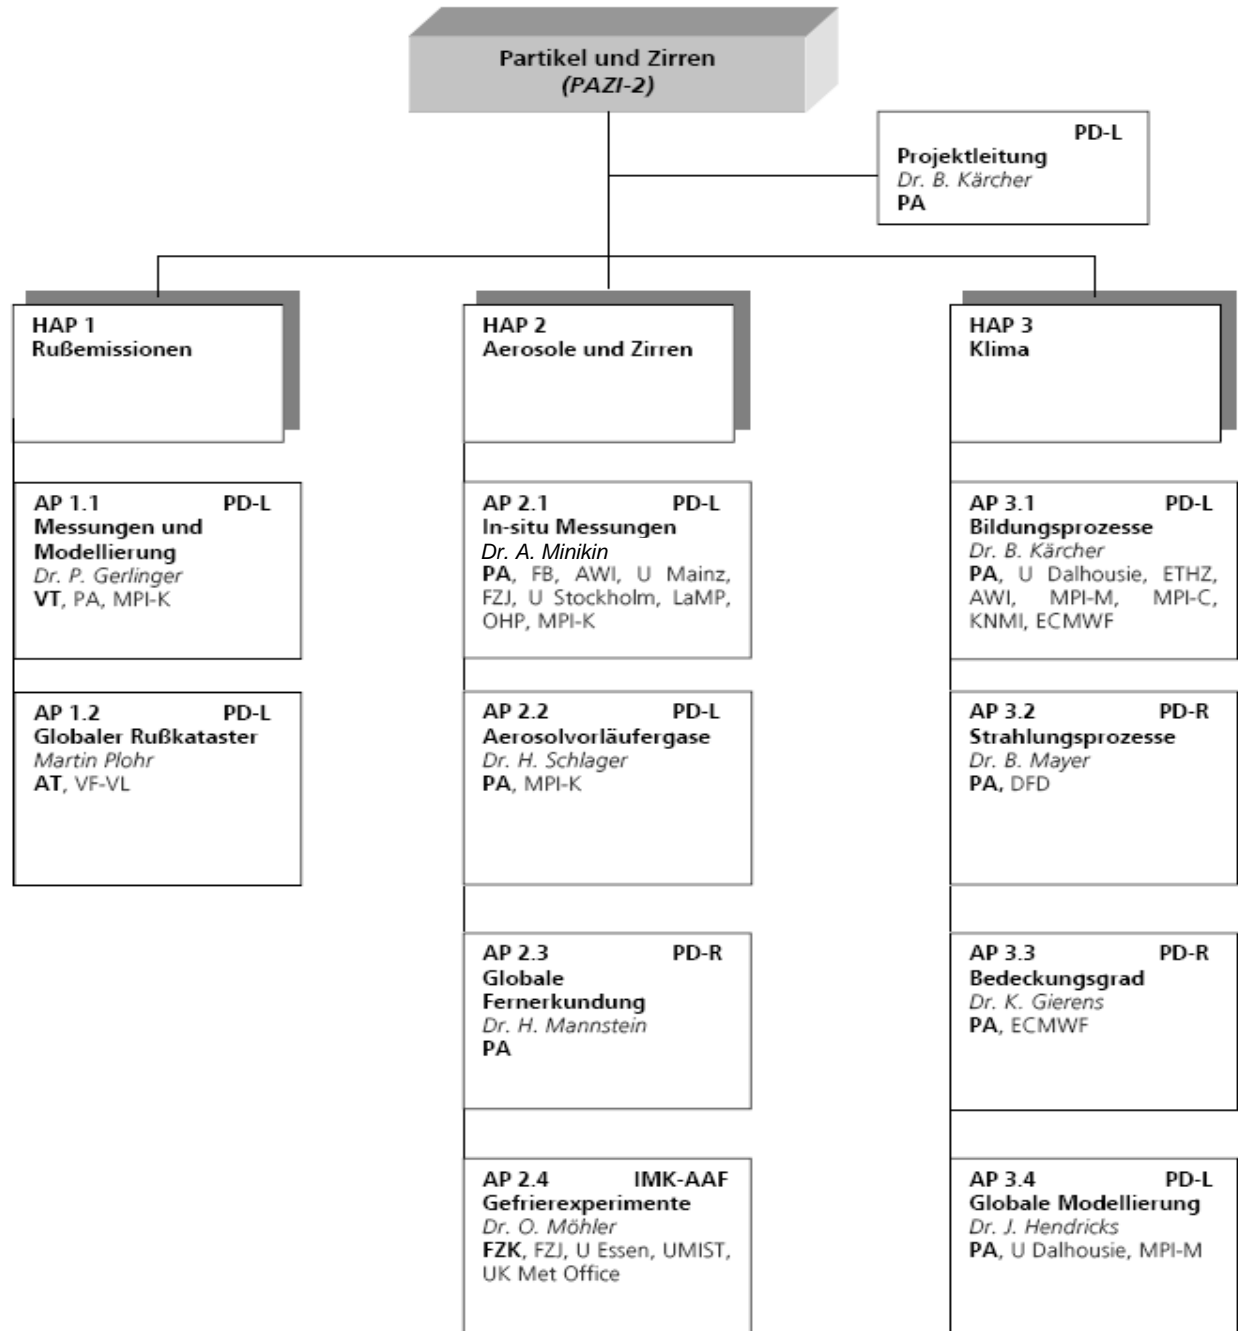 Partikel und Zirren
(PAZI-2)
PD-L
Projektleitung
Dr. B. Kärcher
PA
HAP 1
Rußemissionen
HAP 2
Aerosole und Zirren
HAP 3
Klima
AP 1.1 PD-L
Messungen und
Modellierung
Dr. P. Gerlinger
VT, PA, MPI-K
AP 2.1 PD-L
In-situ Messungen
Dr. A. Minikin
PA, FB, AWI, U Mainz,
FZJ, U Stockholm, LaMP,
OHP, MPI-K
AP 3.1 PD-L
Bildungsprozesse
Dr. B. Kärcher
PA, U Dalhousie, ETHZ,
AWI, MPI-M, MPI-C,
KNMI, ECMWF
AP 1.2 PD-L
Globaler Rußkataster
Martin Plohr
AT, VF-VL
AP 2.2 PD-L
Aerosolvorläufergase
Dr. H. Schlager
PA, MPI-K
AP 3.2 PD-R
Strahlungsprozesse
Dr. B. Mayer
PA, DFD
AP 2.3 PD-R
Globale
Fernerkundung
Dr. H. Mannstein
PA
AP 3.3 PD-R
Bedeckungsgrad
Dr. K. Gierens
PA, ECMWF
AP 2.4 IMK-AAF
Gefrierexperimente
Dr. O. Möhler
FZK, FZJ, U Essen, UMIST,
UK Met Office
AP 3.4 PD-L
Globale Modellierung
Dr. J. Hendricks
PA, U Dalhousie, MPI-M